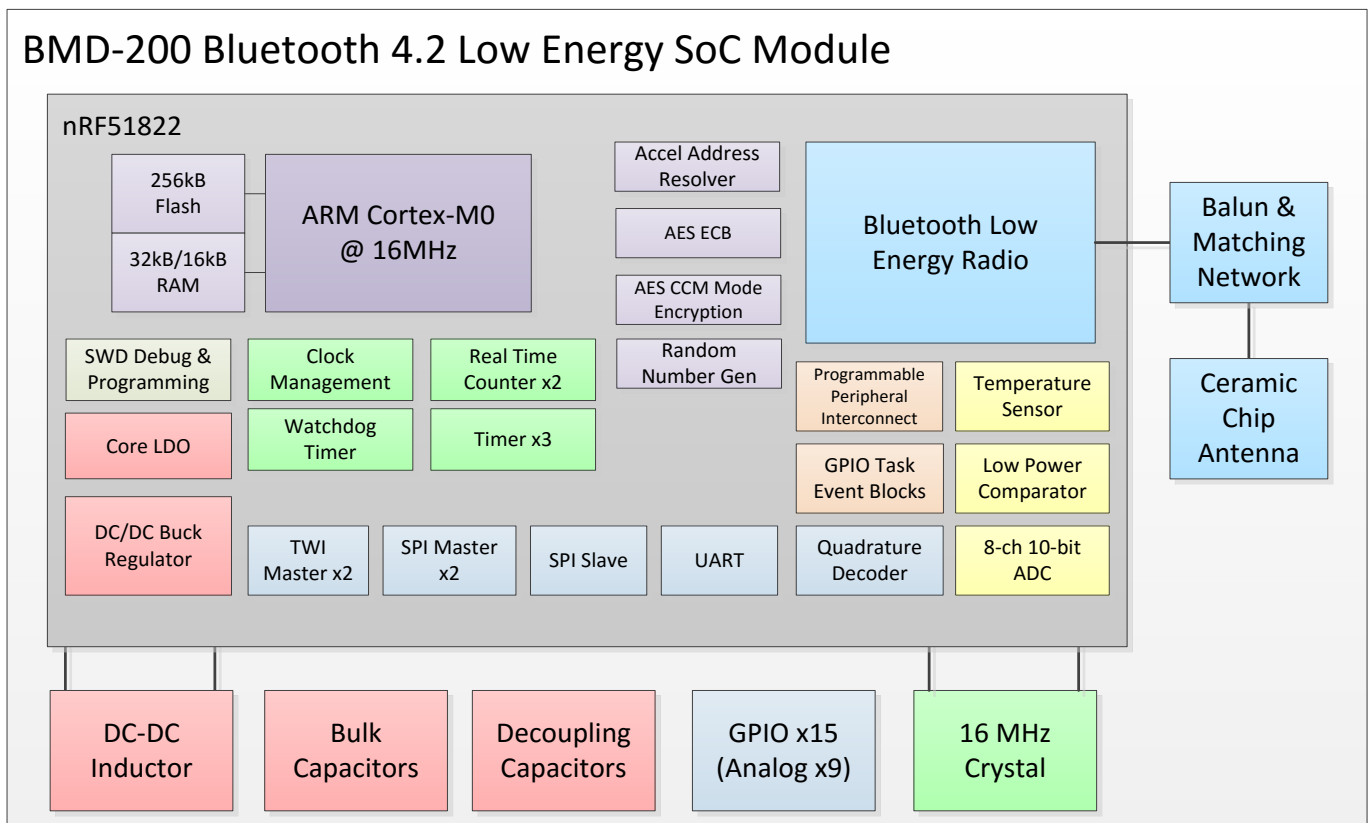 BMD-200 Bluetooth 4.2 Low Energy SoC Module
nRF51822
256kB
Flash
32kB/16kB
RAM
ARM Cortex-M0
@ 16MHz
Accel Address
Resolver
AES ECB
AES CCM Mode
Encryption
Random
Number Gen
Bluetooth Low
Energy Radio
Balun &
Matching
Network
Ceramic
Chip
Antenna
SWD Debug &
Programming
Clock
Management
Real Time
Counter x2
Programmable
Peripheral
Interconnect
Temperature
Sensor
Core LDO
Watchdog
Timer
Timer x3
GPIO Task
Event Blocks
Low Power
Comparator
DC/DC Buck
Regulator
TWI
Master x2
SPI Master
x2
SPI Slave
UART
Quadrature
Decoder
8-ch 10-bit
ADC
DC-DC
Inductor
Bulk
Capacitors
Decoupling
Capacitors
GPIO x15
(Analog x9)
16 MHz
Crystal